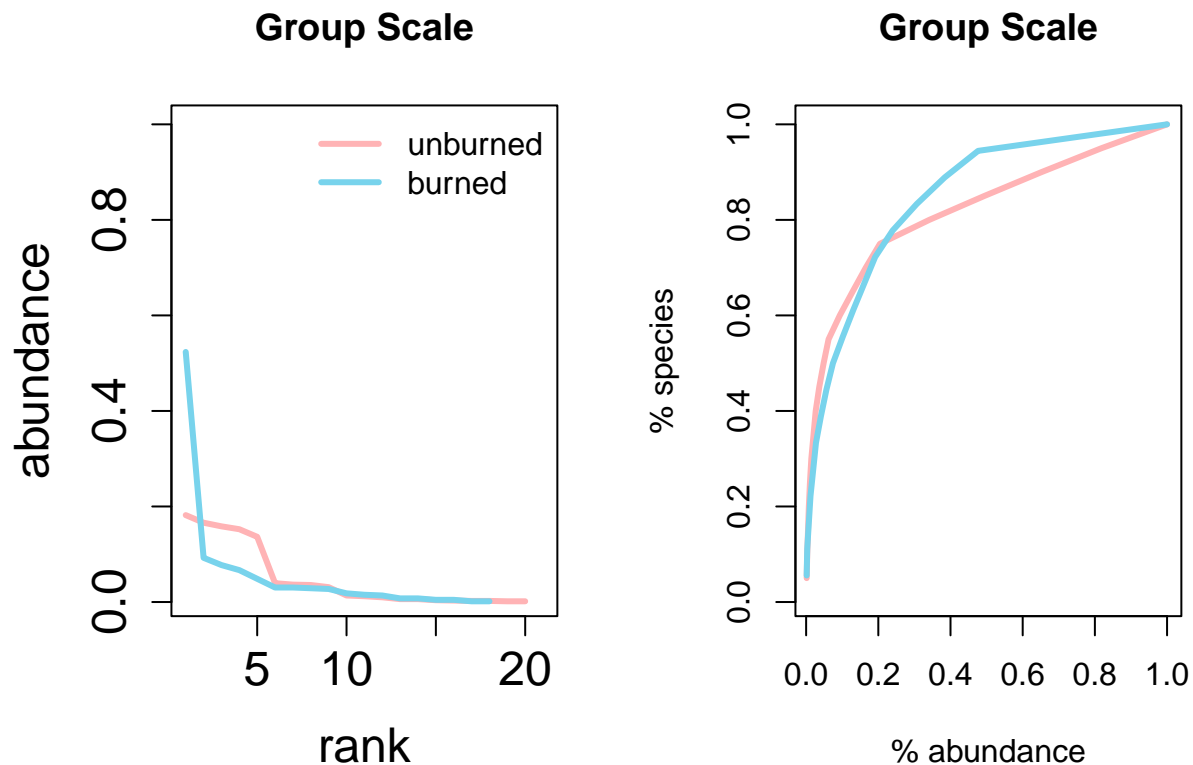 Group Scale
abundance
0.8
0.4
0.0
unburned
burned
5 10 20
rank
Group Scale
% species
1.0
0.8
0.6
0.4
0.2
0.0
0.0 0.2 0.4 0.6 0.8 1.0
% abundance